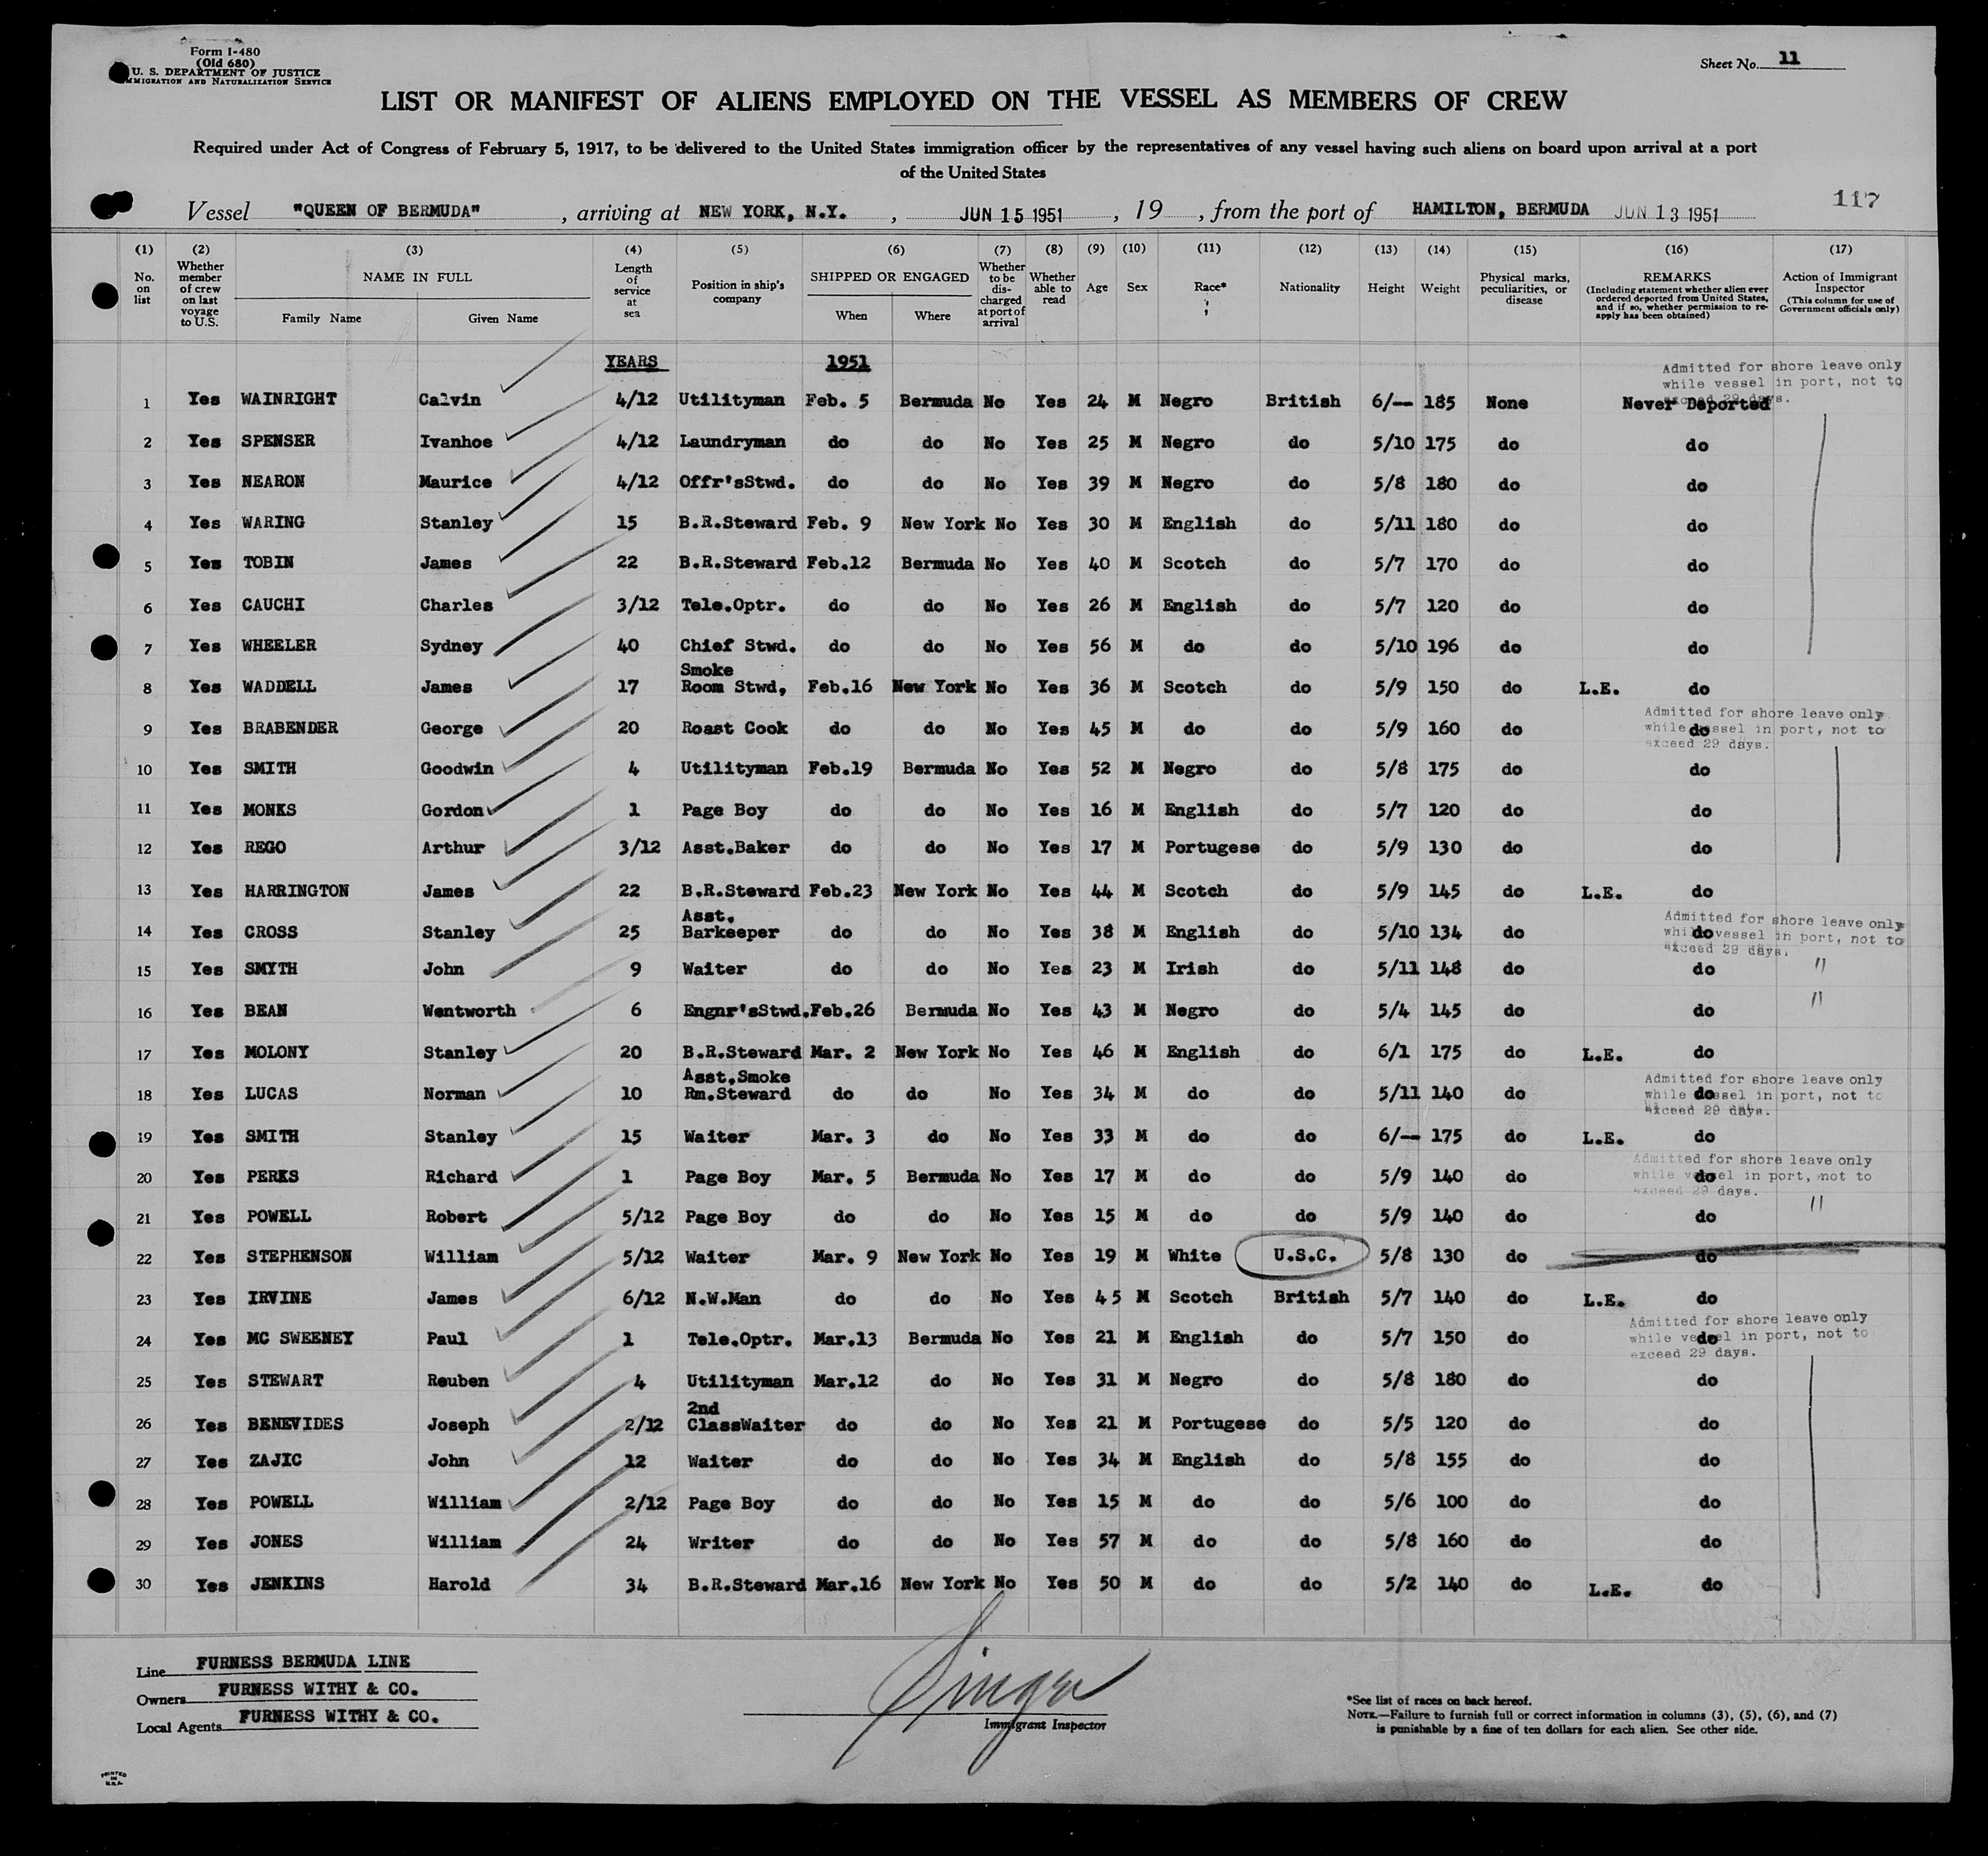 Form I-480
(Old 680)
U. S. DEPARTMENT OF JUSTICE
IMMIGRATION AND NATURALIZATION SERVICE
Sheet No. 11
LIST OR MANIFEST OF ALIENS EMPLOYED ON THE VESSEL AS MEMBERS OF CREW
Required under Act of Congress of February 5, 1917, to be delivered to the United States immigration officer by the representatives of any vessel having such aliens on board upon arrival at a port
of the United States
Vessel "QUEEN OF BERMUDA", arriving at NEW YORK, N.Y., JUN 15 1951, 19 , from the port of HAMILTON, BERMUDA JUN 13 1951
117
(1) (2) (3) (4) (5) (6) (7) (8) (9) (10) (11) (12) (13) (14) (15) (16) (17)
No. on list
Whether member of crew on last voyage to U.S.
NAME IN FULL
Family Name Given Name
Length of service at sea
Position in ship's company
SHIPPED OR ENGAGED
When Where
Whether to be discharged at port of arrival
Whether able to read
Age
Sex
Race*
Nationality
Height
Weight
Physical marks, peculiarities, or disease
REMARKS
(Including statement whether alien ever ordered deported from United States, and if so, whether permission to re-apply has been obtained)
Action of Immigrant Inspector
(This column for use of Government officials only)
YEARS 1951
Admitted for shore leave only
while vessel in port, not to
exceed 29 days.
1 Yes WAINRIGHT Calvin 4/12 Utilityman Feb. 5 Bermuda No Yes 24 M Negro British 6/-- 185 None Never Deported
2 Yes SPENSER Ivanhoe 4/12 Laundryman do do No Yes 25 M Negro do 5/10 175 do do
3 Yes NEARON Maurice 4/12 Offr'sStwd. do do No Yes 39 M Negro do 5/8 180 do do
4 Yes WARING Stanley 15 B.R.Steward Feb. 9 New York No Yes 30 M English do 5/11 180 do do
5 Yes TOBIN James 22 B.R.Steward Feb.12 Bermuda No Yes 40 M Scotch do 5/7 170 do do
6 Yes CAUCHI Charles 3/12 Tele.Optr. do do No Yes 26 M English do 5/7 120 do do
7 Yes WHEELER Sydney 40 Chief Stwd. do do No Yes 56 M do do 5/10 196 do do
8 Yes WADDELL James 17 Smoke Room Stwd, Feb.16 New York No Yes 36 M Scotch do 5/9 150 do L.E. do
Admitted for shore leave only
while vessel in port, not to
exceed 29 days.
9 Yes BRABENDER George 20 Roast Cook do do No Yes 45 M do do 5/9 160 do do
10 Yes SMITH Goodwin 4 Utilityman Feb.19 Bermuda No Yes 52 M Negro do 5/8 175 do do
11 Yes MONKS Gordon 1 Page Boy do do No Yes 16 M English do 5/7 120 do do
12 Yes REGO Arthur 3/12 Asst.Baker do do No Yes 17 M Portugese do 5/9 130 do do
13 Yes HARRINGTON James 22 B.R.Steward Feb.23 New York No Yes 44 M Scotch do 5/9 145 do L.E. do
Admitted for shore leave only
while vessel in port, not to
exceed 29 days.
14 Yes CROSS Stanley 25 Asst. Barkeeper do do No Yes 38 M English do 5/10 134 do do
15 Yes SMYTH John 9 Waiter do do No Yes 23 M Irish do 5/11 148 do do "
16 Yes BEAN Wentworth 6 Engnr'sStwd. Feb.26 Bermuda No Yes 43 M Negro do 5/4 145 do do "
17 Yes MOLONY Stanley 20 B.R.Steward Mar. 2 New York No Yes 46 M English do 6/1 175 do L.E. do
Admitted for shore leave only
while vessel in port, not to
exceed 29 days.
18 Yes LUCAS Norman 10 Asst.Smoke Rm.Steward do do No Yes 34 M do do 5/11 140 do do
19 Yes SMITH Stanley 15 Waiter Mar. 3 do No Yes 33 M do do 6/-- 175 do L.E. do
Admitted for shore leave only
while vessel in port, not to
exceed 29 days.
20 Yes PERKS Richard 1 Page Boy Mar. 5 Bermuda No Yes 17 M do do 5/9 140 do do
21 Yes POWELL Robert 5/12 Page Boy do do No Yes 15 M do do 5/9 140 do do "
22 Yes STEPHENSON William 5/12 Waiter Mar. 9 New York No Yes 19 M White U.S.C. 5/8 130 do do
23 Yes IRVINE James 6/12 N.W.Man do do No Yes 45 M Scotch British 5/7 140 do L.E. do
Admitted for shore leave only
while vessel in port, not to
exceed 29 days.
24 Yes MC SWEENEY Paul 1 Tele.Optr. Mar.13 Bermuda No Yes 21 M English do 5/7 150 do do
25 Yes STEWART Reuben 4 Utilityman Mar.12 do No Yes 31 M Negro do 5/8 180 do do
26 Yes BENEVIDES Joseph 2/12 2nd ClassWaiter do do No Yes 21 M Portugese do 5/5 120 do do
27 Yes ZAJIC John 12 Waiter do do No Yes 34 M English do 5/8 155 do do
28 Yes POWELL William 2/12 Page Boy do do No Yes 15 M do do 5/6 100 do do
29 Yes JONES William 24 Writer do do No Yes 57 M do do 5/8 160 do do
30 Yes JENKINS Harold 34 B.R.Steward Mar.16 New York No Yes 50 M do do 5/2 140 do L.E. do
Line FURNESS BERMUDA LINE
Owners FURNESS WITHY & CO.
Local Agents FURNESS WITHY & CO.
Singer
Immigrant Inspector
*See list of races on back hereof.
NOTE.—Failure to furnish full or correct information in columns (3), (5), (6), and (7)
is punishable by a fine of ten dollars for each alien. See other side.
PRINTED
IN
U.S.A.